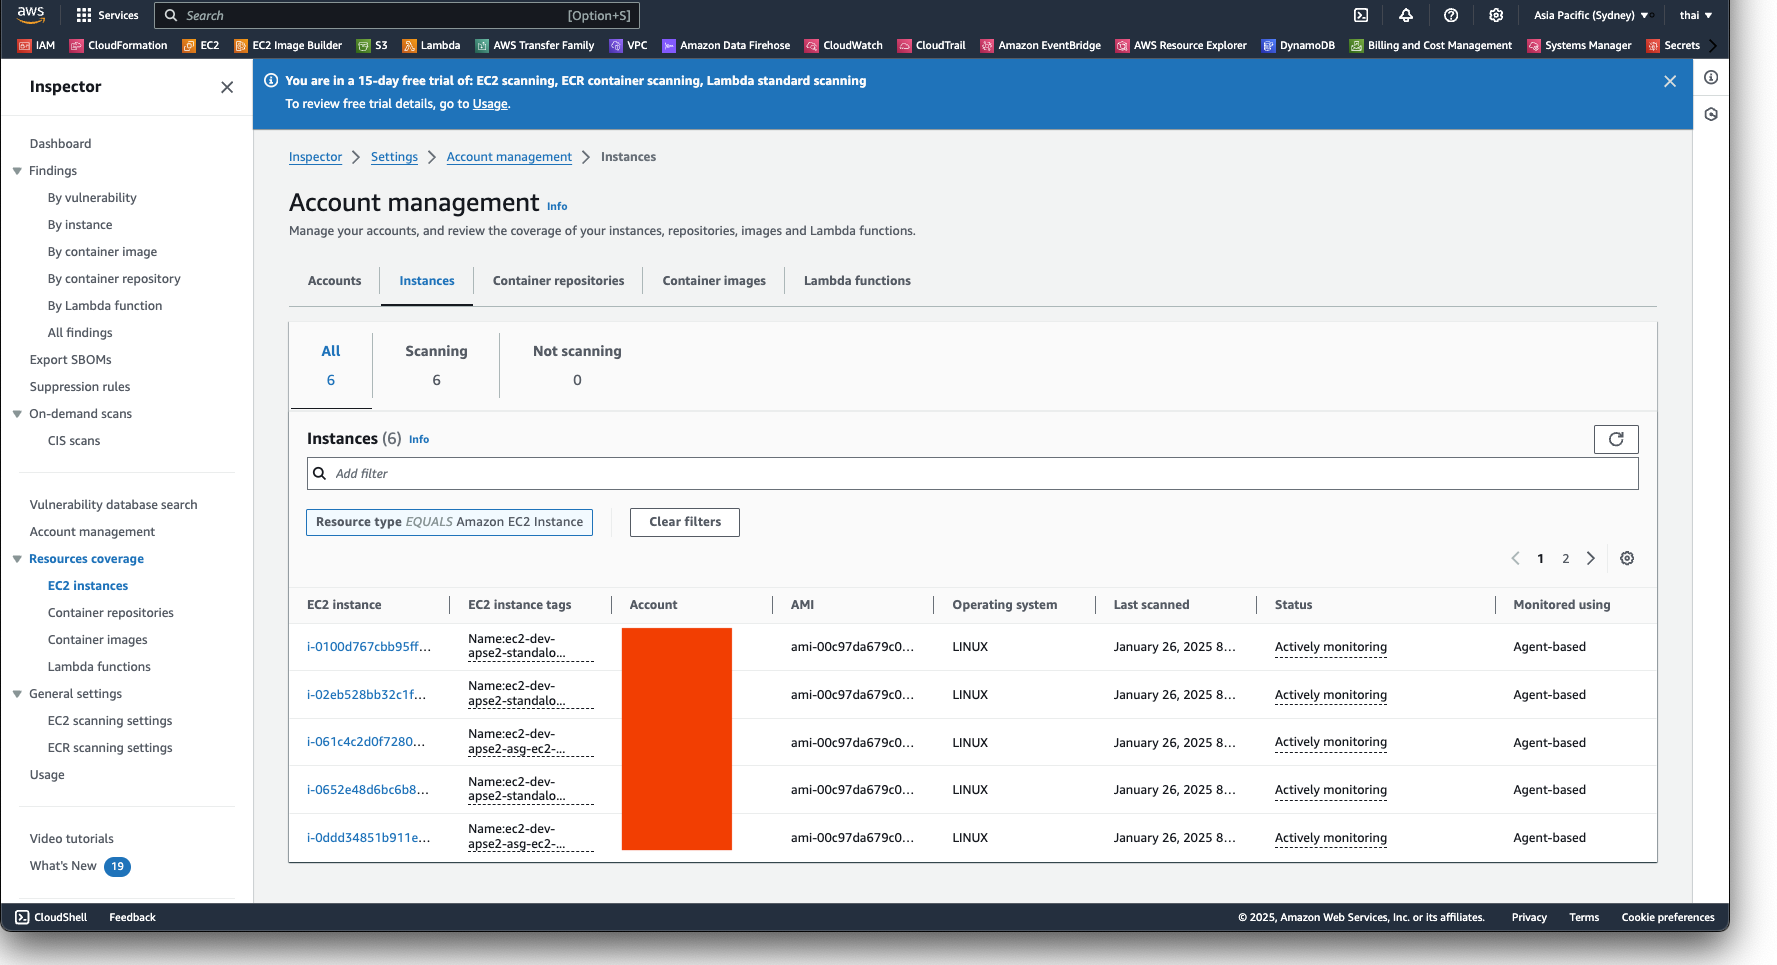 aws
Services
Search [Option+S]
Asia Pacific (Sydney) thai
IAM CloudFormation EC2 EC2 Image Builder S3 Lambda AWS Transfer Family VPC Amazon Data Firehose CloudWatch CloudTrail Amazon EventBridge AWS Resource Explorer DynamoDB Billing and Cost Management Systems Manager Secrets
Inspector
Dashboard
Findings
By vulnerability
By instance
By container image
By container repository
By Lambda function
All findings
Export SBOMs
Suppression rules
On-demand scans
CIS scans
Vulnerability database search
Account management
Resources coverage
EC2 instances
Container repositories
Container images
Lambda functions
General settings
EC2 scanning settings
ECR scanning settings
Usage
Video tutorials
What's New 19
You are in a 15-day free trial of: EC2 scanning, ECR container scanning, Lambda standard scanning
To review free trial details, go to Usage.
Inspector Settings Account management Instances
Account management Info
Manage your accounts, and review the coverage of your instances, repositories, images and Lambda functions.
Accounts Instances Container repositories Container images Lambda functions
All Scanning Not scanning
6 6 0
Instances (6) Info
Add filter
Resource type EQUALS Amazon EC2 Instance Clear filters
1 2
EC2 instance EC2 instance tags Account AMI Operating system Last scanned Status Monitored using
i-0100d767cbb95ff... Name:ec2-dev-apse2-standalo... ami-00c97da679c0... LINUX January 26, 2025 8... Actively monitoring Agent-based
i-02eb528bb32c1f... Name:ec2-dev-apse2-standalo... ami-00c97da679c0... LINUX January 26, 2025 8... Actively monitoring Agent-based
i-061c4c2d0f7280... Name:ec2-dev-apse2-asg-ec2-... ami-00c97da679c0... LINUX January 26, 2025 8... Actively monitoring Agent-based
i-0652e48d6bc6b8... Name:ec2-dev-apse2-standalo... ami-00c97da679c0... LINUX January 26, 2025 8... Actively monitoring Agent-based
i-0ddd34851b911e... Name:ec2-dev-apse2-asg-ec2-... ami-00c97da679c0... LINUX January 26, 2025 8... Actively monitoring Agent-based
CloudShell Feedback © 2025, Amazon Web Services, Inc. or its affiliates. Privacy Terms Cookie preferences